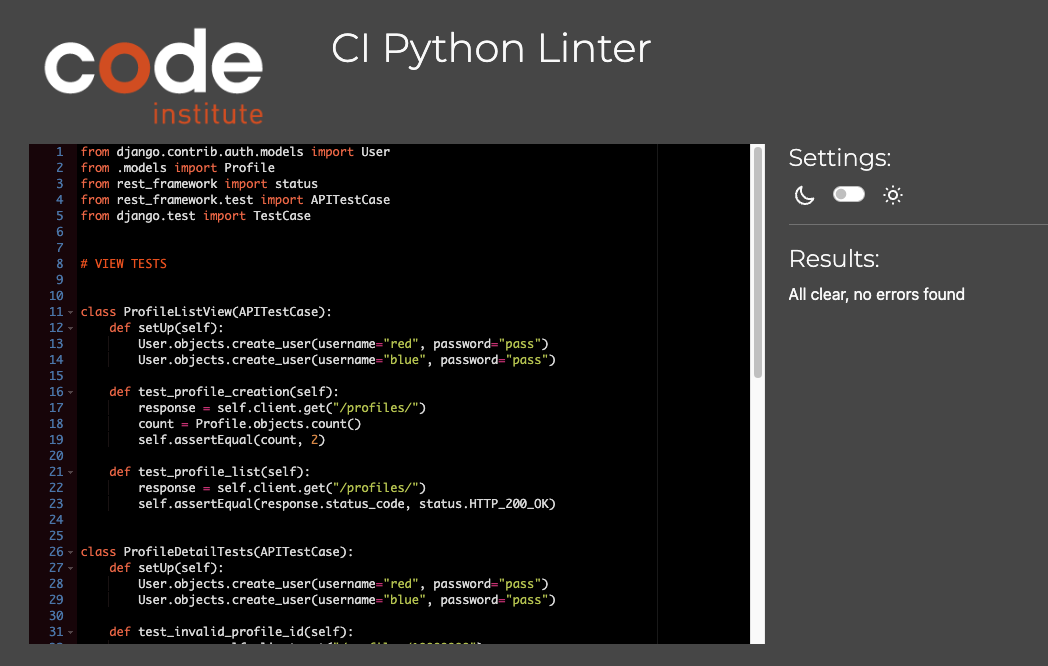 code
institute
CI Python Linter
1 from django.contrib.auth.models import User
2 from .models import Profile
3 from rest_framework import status
4 from rest_framework.test import APITestCase
5 from django.test import TestCase
6
7
8 # VIEW TESTS
9
10
11 class ProfileListView(APITestCase):
12     def setUp(self):
13         User.objects.create_user(username="red", password="pass")
14         User.objects.create_user(username="blue", password="pass")
15
16     def test_profile_creation(self):
17         response = self.client.get("/profiles/")
18         count = Profile.objects.count()
19         self.assertEqual(count, 2)
20
21     def test_profile_list(self):
22         response = self.client.get("/profiles/")
23         self.assertEqual(response.status_code, status.HTTP_200_OK)
24
25
26 class ProfileDetailTests(APITestCase):
27     def setUp(self):
28         User.objects.create_user(username="red", password="pass")
29         User.objects.create_user(username="blue", password="pass")
30
31     def test_invalid_profile_id(self):
Settings:
Results:
All clear, no errors found